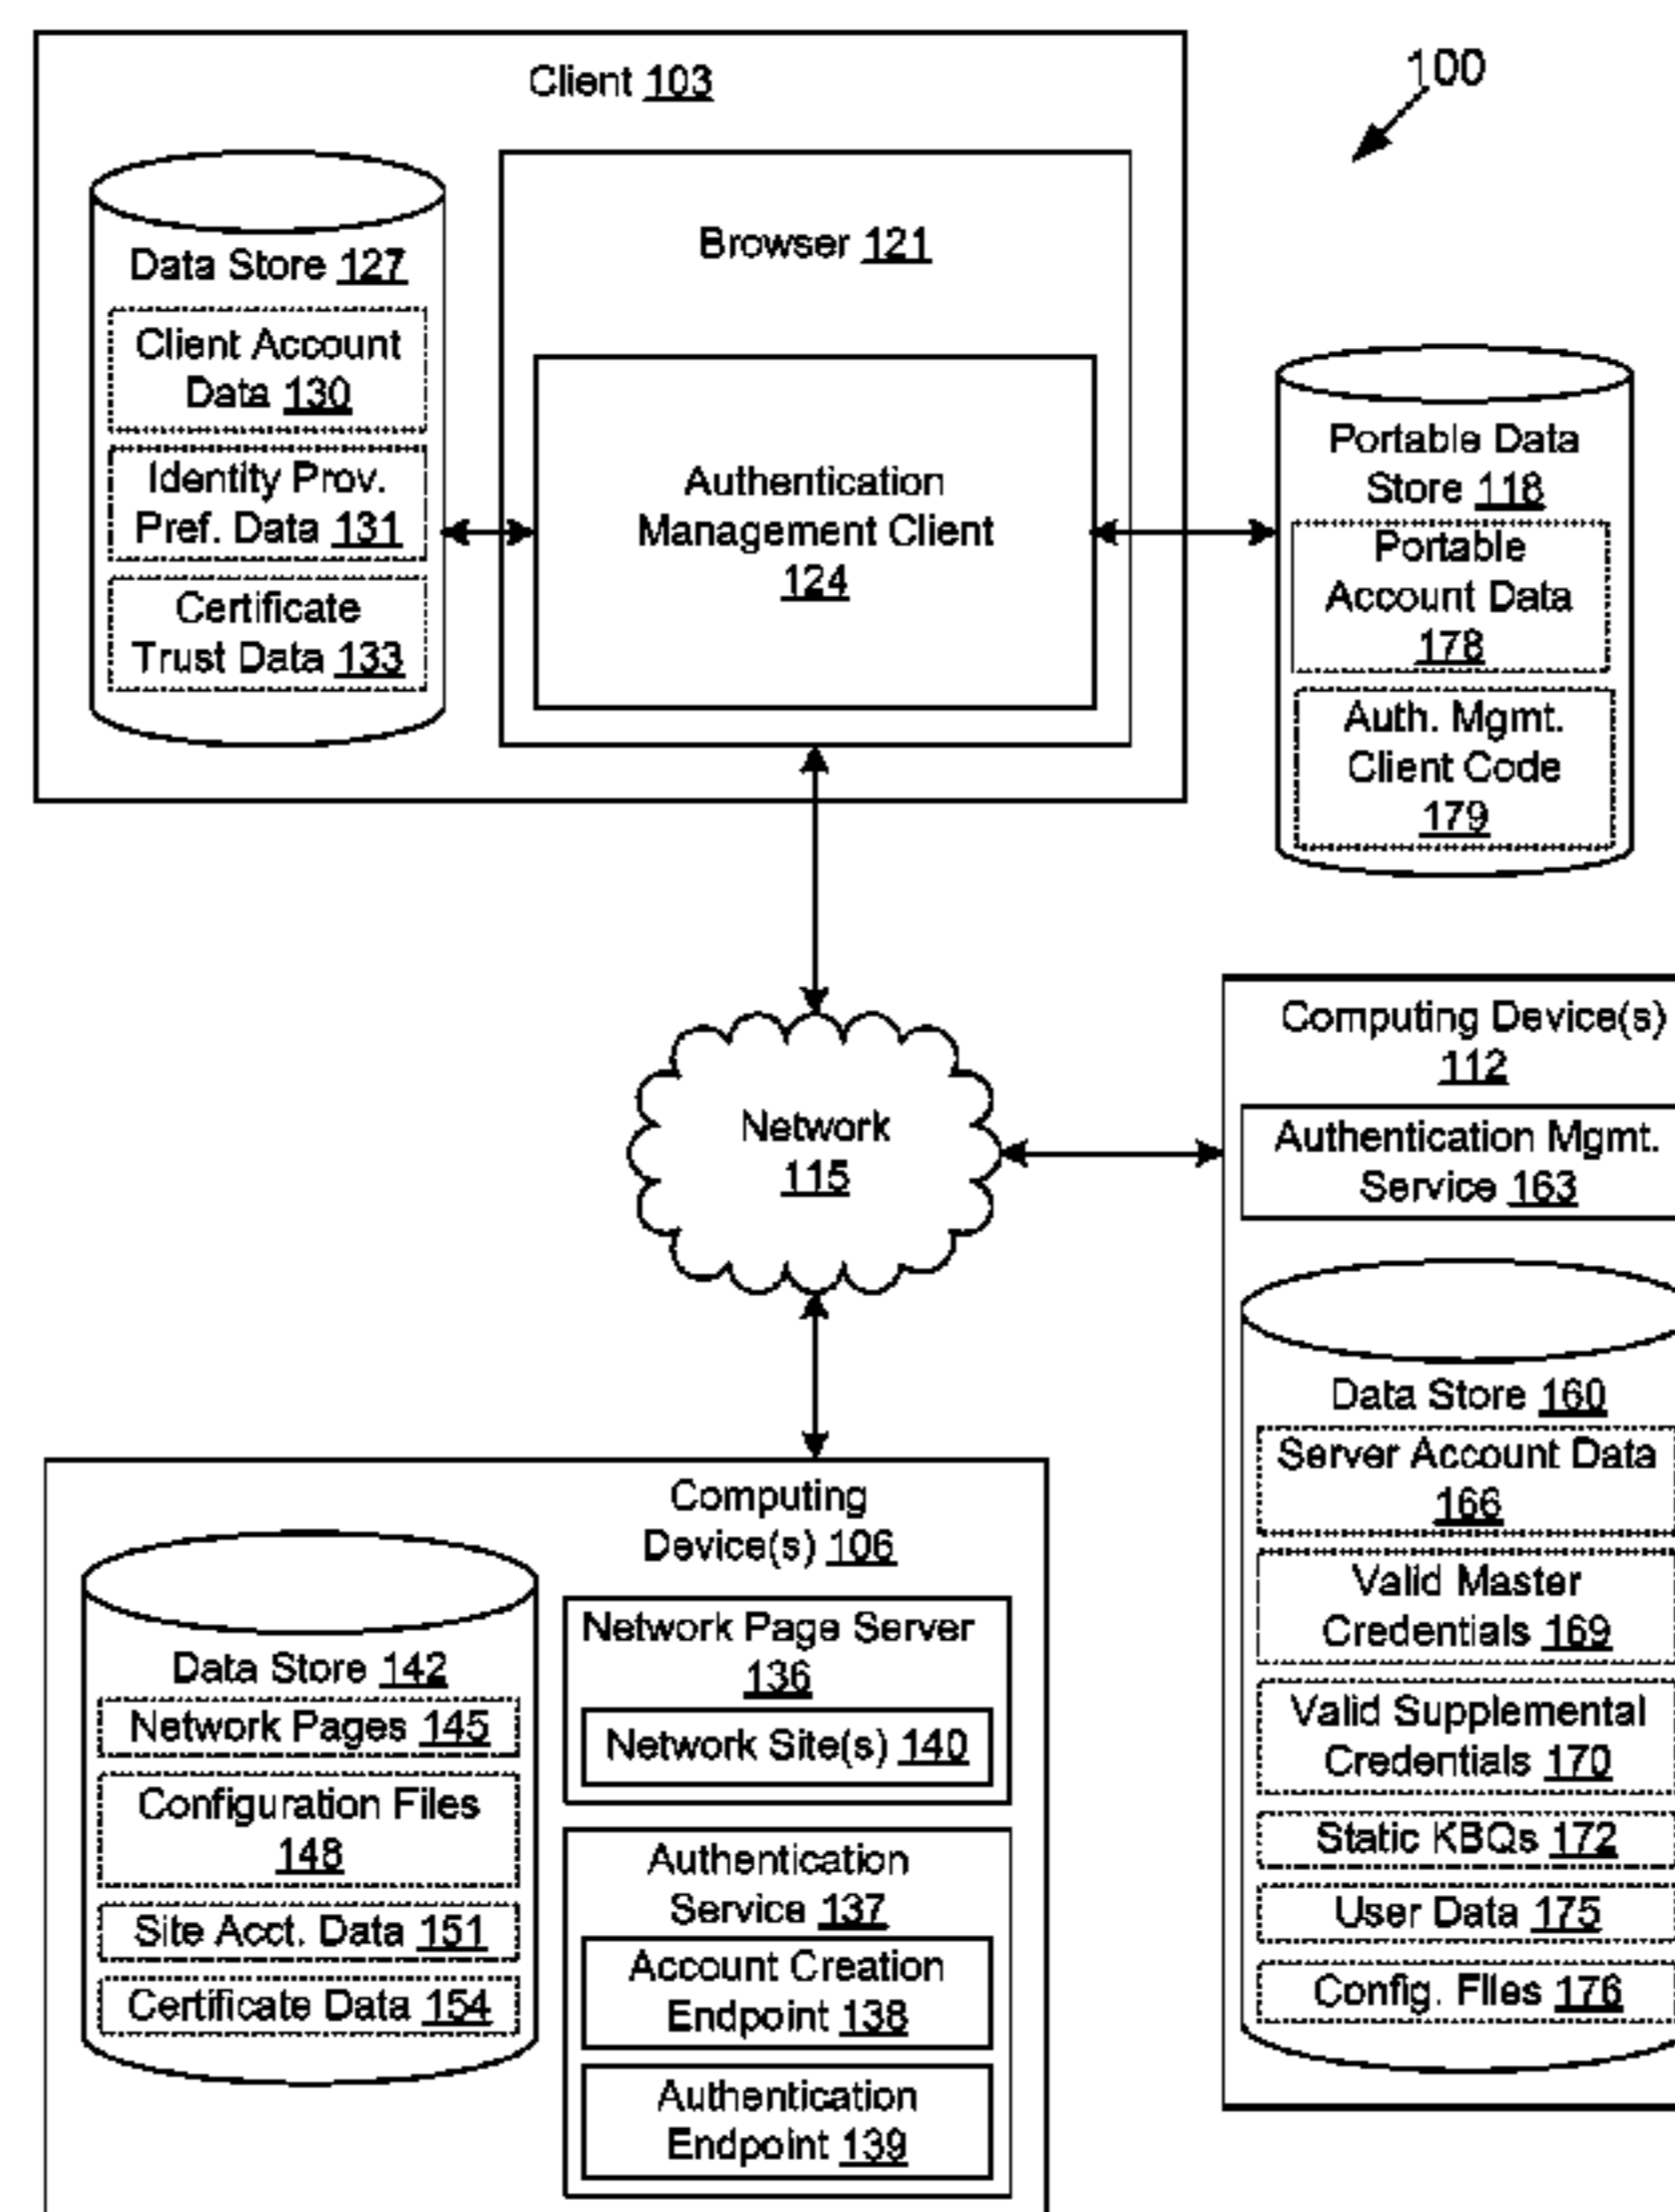 Client 103
100
Data Store 127
Client Account
Data 130
Identity Prov.
Pref. Data 131
Certificate
Trust Data 133
Browser 121
Authentication
Management Client
124
Portable Data
Store 118
Portable
Account Data
178
Auth. Mgmt.
Client Code
179
Network
115
Computing Device(s)
112
Authentication Mgmt.
Service 163
Data Store 160
Server Account Data
166
Valid Master
Credentials 169
Valid Supplemental
Credentials 170
Static KBQs 172
User Data 175
Config. Files 176
Computing
Device(s) 106
Data Store 142
Network Pages 145
Configuration Files
148
Site Acct. Data 151
Certificate Data 154
Network Page Server
136
Network Site(s) 140
Authentication
Service 137
Account Creation
Endpoint 138
Authentication
Endpoint 139